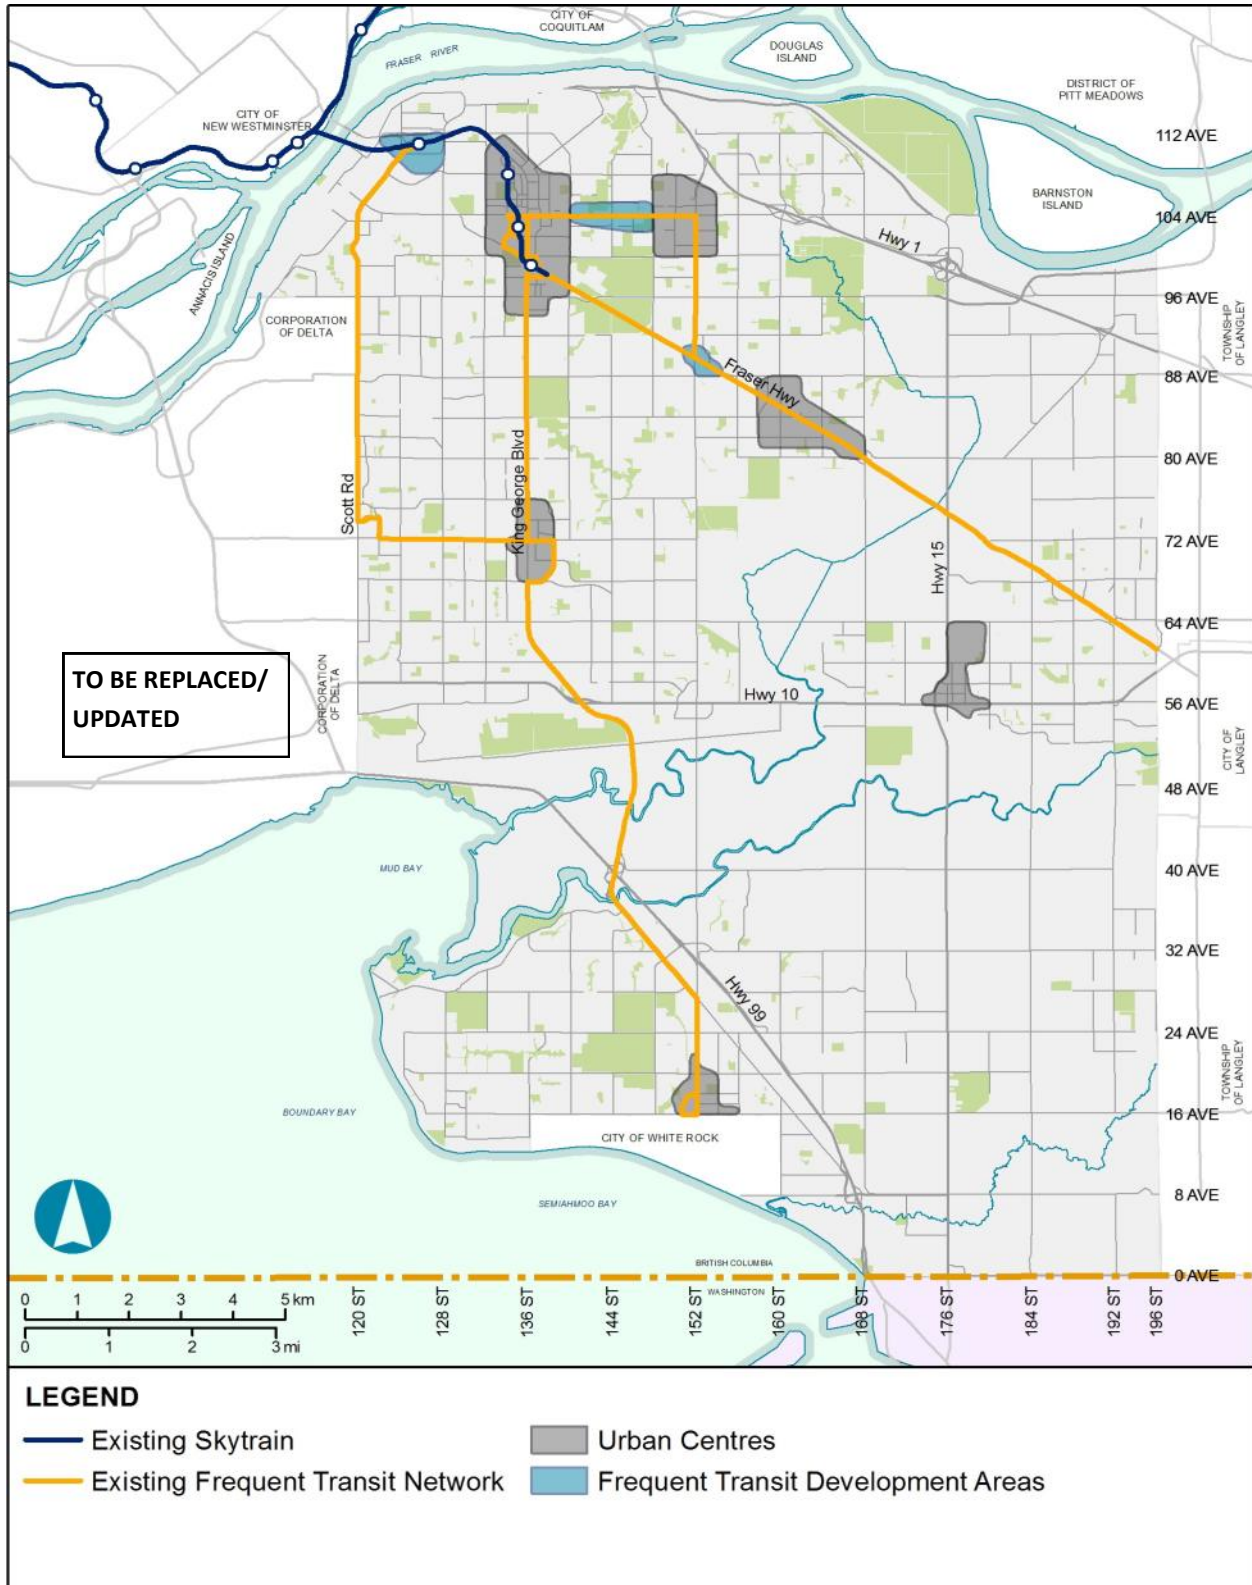 CITY OF
COQUITLAM
DOUGLAS
ISLAND
FRASER RIVER
DISTRICT OF
PITT MEADOWS
CITY OF
NEW WESTMINSTER
112 AVE
BARNSTON
ISLAND
104 AVE
Hwy 1
ANNACIS ISLAND
96 AVE
CORPORATION
OF DELTA
TOWNSHIP
OF LANGLEY
88 AVE
Fraser Hwy
King George Blvd
80 AVE
Scott Rd
72 AVE
Hwy 15
64 AVE
TO BE REPLACED/
UPDATED
CORPORATION
OF DELTA
Hwy 10
56 AVE
CITY OF
LANGLEY
48 AVE
MUD BAY
40 AVE
32 AVE
Hwy 99
24 AVE
TOWNSHIP
OF LANGLEY
BOUNDARY BAY
16 AVE
CITY OF WHITE ROCK
8 AVE
SEMIAHMOO BAY
BRITISH COLUMBIA
0 AVE
WASHINGTON
0 1 2 3 4 5 km
0 1 2 3 mi
120 ST
128 ST
136 ST
144 ST
152 ST
160 ST
168 ST
176 ST
184 ST
192 ST
196 ST
LEGEND
Existing Skytrain
Urban Centres
Existing Frequent Transit Network
Frequent Transit Development Areas